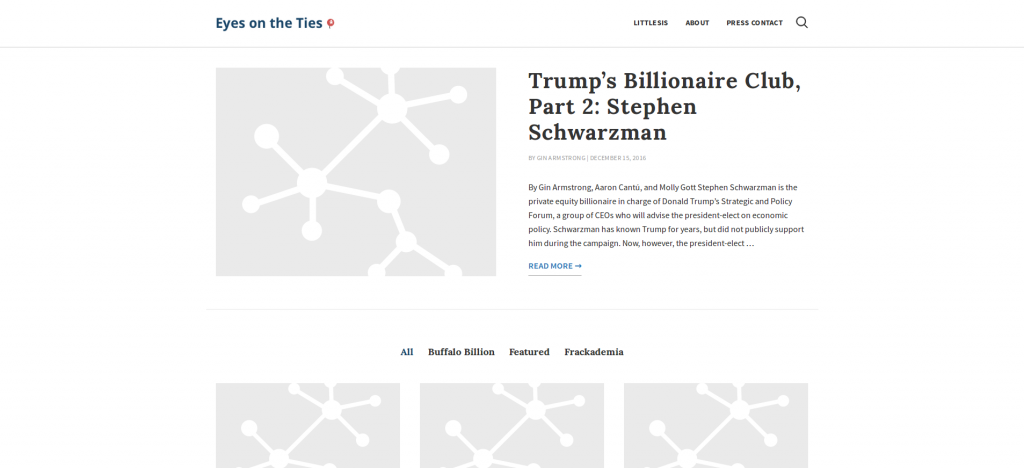 Eyes on the Ties
LITTLESIS ABOUT PRESS CONTACT
Trump's Billionaire Club,
Part 2: Stephen
Schwarzman
BY GIN ARMSTRONG | DECEMBER 15, 2016
By Gin Armstrong, Aaron Cantú, and Molly Gott Stephen Schwarzman is the
private equity billionaire in charge of Donald Trump's Strategic and Policy
Forum, a group of CEOs who will advise the president-elect on economic
policy. Schwarzman has known Trump for years, but did not publicly support
him during the campaign. Now, however, the president-elect …
READ MORE →
All Buffalo Billion Featured Frackademia